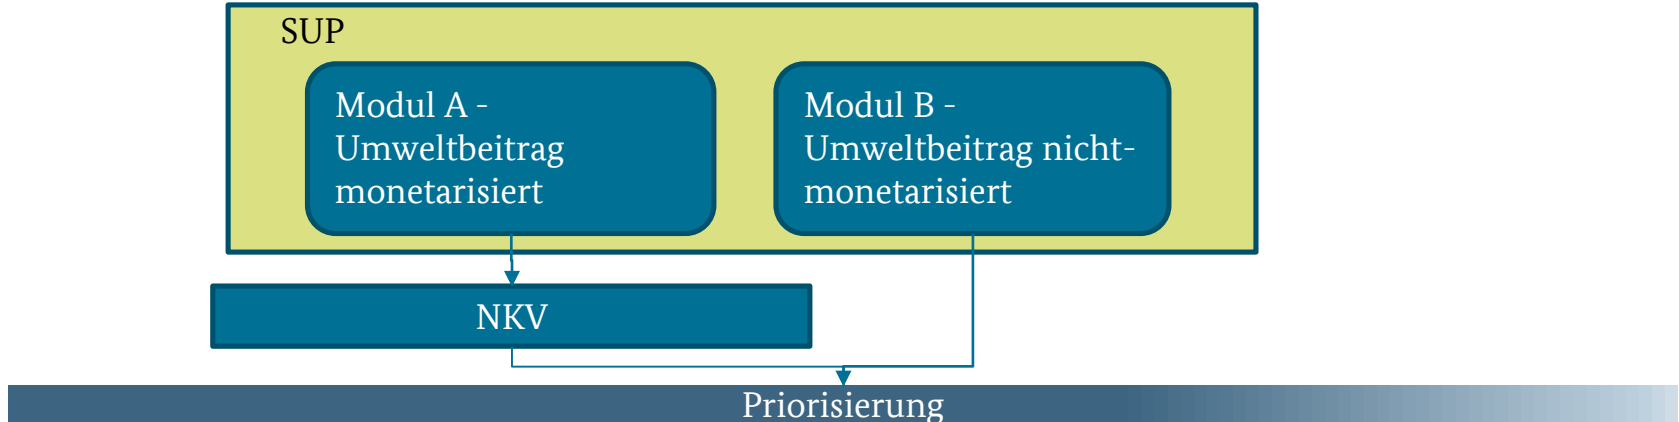 SUP
Modul A -
Umweltbeitrag
monetarisiert
Modul B -
Umweltbeitrag nicht-
monetarisiert
NKV
Priorisierung